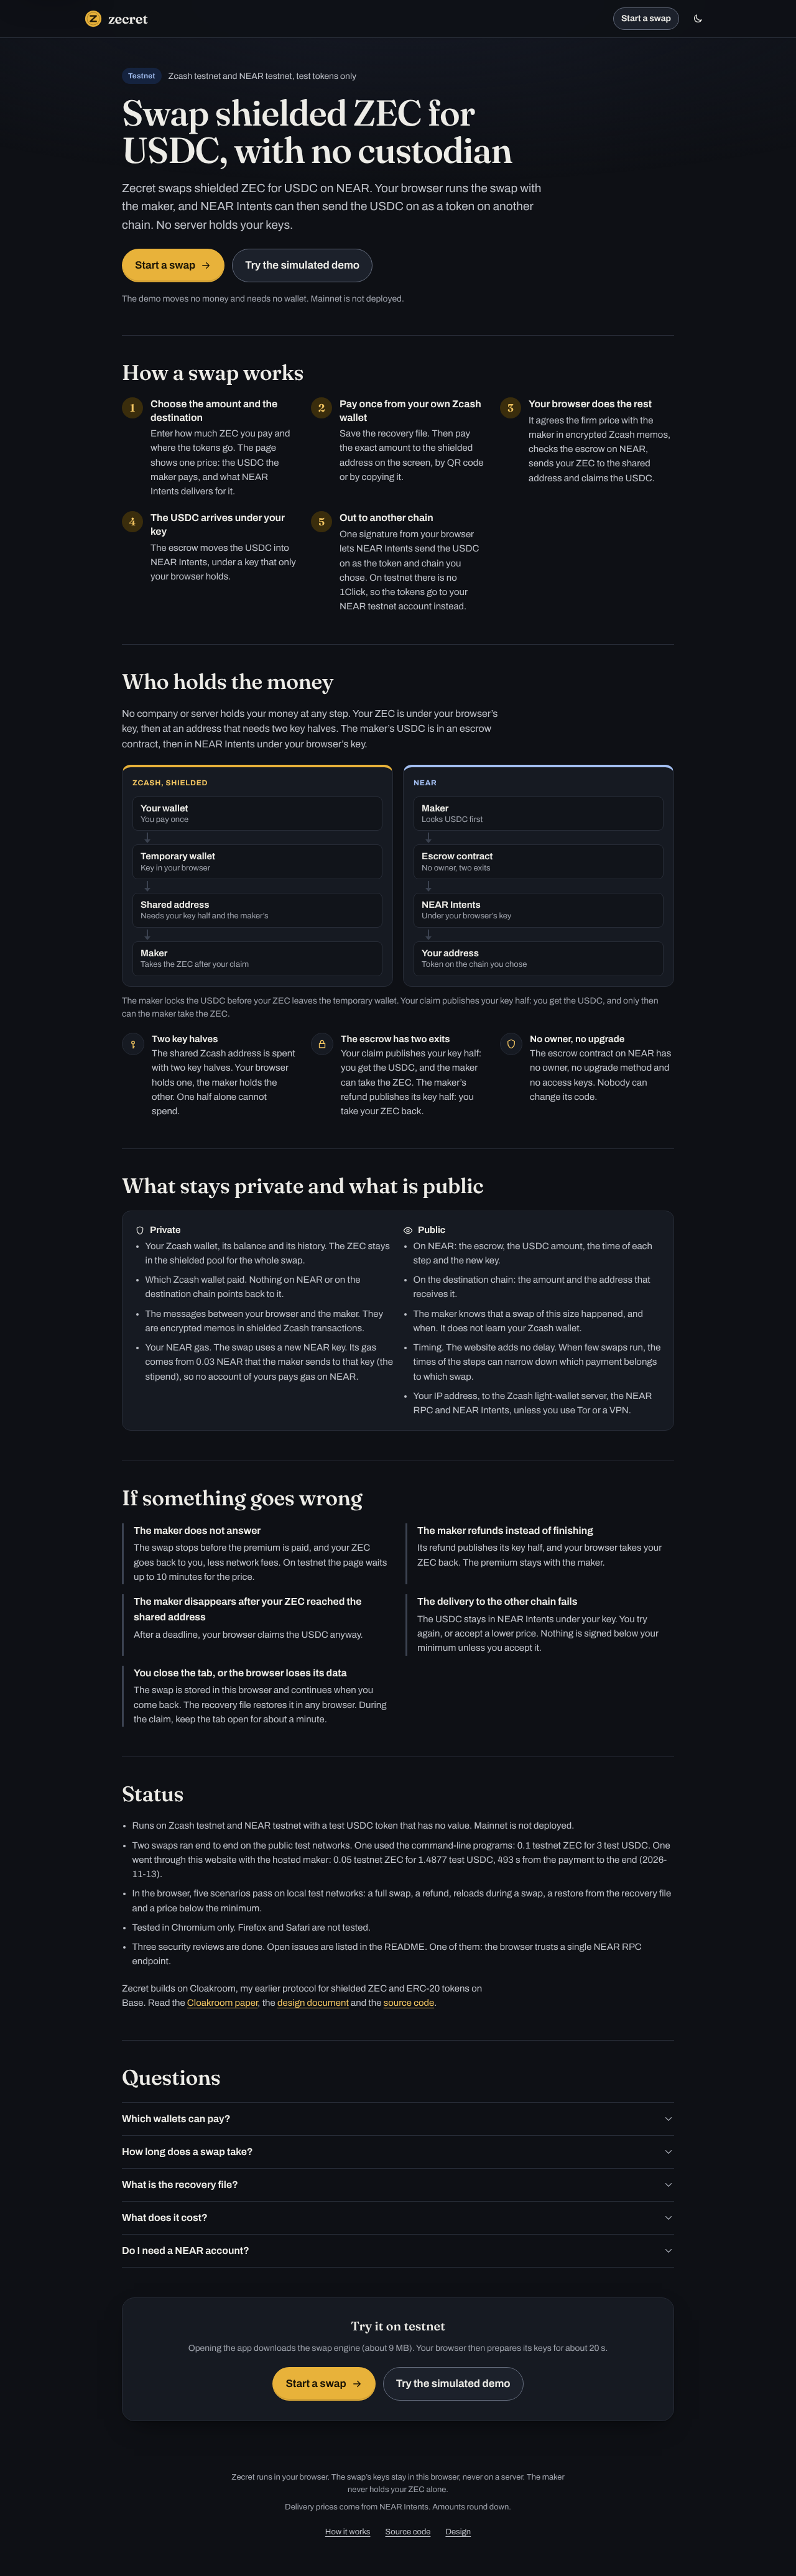 zecret
Start a swap
Testnet
Zcash testnet and NEAR testnet, test tokens only
Swap shielded ZEC for
USDC, with no custodian
Zecret swaps shielded ZEC for USDC on NEAR. Your browser runs the swap with
the maker, and NEAR Intents can then send the USDC on as a token on another
chain. No server holds your keys.
Start a swap →
Try the simulated demo
The demo moves no money and needs no wallet. Mainnet is not deployed.
How a swap works
1
Choose the amount and the
destination
Enter how much ZEC you pay and
where the tokens go. The page
shows one price: the USDC the
maker pays, and what NEAR
Intents delivers for it.
2
Pay once from your own Zcash
wallet
Save the recovery file. Then pay
the exact amount to the shielded
address on the screen, by QR code
or by copying it.
3
Your browser does the rest
It agrees the firm price with the
maker in encrypted Zcash memos,
checks the escrow on NEAR,
sends your ZEC to the shared
address and claims the USDC.
4
The USDC arrives under your
key
The escrow moves the USDC into
NEAR Intents, under a key that only
your browser holds.
5
Out to another chain
One signature from your browser
lets NEAR Intents send the USDC
on as the token and chain you
chose. On testnet there is no
1Click, so the tokens go to your
NEAR testnet account instead.
Who holds the money
No company or server holds your money at any step. Your ZEC is under your browser's
key, then at an address that needs two key halves. The maker's USDC is in an escrow
contract, then in NEAR Intents under your browser's key.
ZCASH, SHIELDED
Your wallet
You pay once
Temporary wallet
Key in your browser
Shared address
Needs your key half and the maker's
Maker
Takes the ZEC after your claim
NEAR
Maker
Locks USDC first
Escrow contract
No owner, two exits
NEAR Intents
Under your browser's key
Your address
Token on the chain you chose
The maker locks the USDC before your ZEC leaves the temporary wallet. Your claim publishes your key half: you get the USDC, and only then
can the maker take the ZEC.
Two key halves
The shared Zcash address is spent
with two key halves. Your browser
holds one, the maker holds the
other. One half alone cannot
spend.
The escrow has two exits
Your claim publishes your key half:
you get the USDC, and the maker
can take the ZEC. The maker's
refund publishes its key half: you
take your ZEC back.
No owner, no upgrade
The escrow contract on NEAR has
no owner, no upgrade method and
no access keys. Nobody can
change its code.
What stays private and what is public
Private
• Your Zcash wallet, its balance and its history. The ZEC stays
in the shielded pool for the whole swap.
• Which Zcash wallet paid. Nothing on NEAR or on the
destination chain points back to it.
• The messages between your browser and the maker. They
are encrypted memos in shielded Zcash transactions.
• Your NEAR gas. The swap uses a new NEAR key. Its gas
comes from 0.03 NEAR that the maker sends to that key (the
stipend), so no account of yours pays gas on NEAR.
Public
• On NEAR: the escrow, the USDC amount, the time of each
step and the new key.
• On the destination chain: the amount and the address that
receives it.
• The maker knows that a swap of this size happened, and
when. It does not learn your Zcash wallet.
• Timing. The website adds no delay. When few swaps run, the
times of the steps can narrow down which payment belongs
to which swap.
• Your IP address, to the Zcash light-wallet server, the NEAR
RPC and NEAR Intents, unless you use Tor or a VPN.
If something goes wrong
The maker does not answer
The swap stops before the premium is paid, and your ZEC
goes back to you, less network fees. On testnet the page waits
up to 10 minutes for the price.
The maker refunds instead of finishing
Its refund publishes its key half, and your browser takes your
ZEC back. The premium stays with the maker.
The maker disappears after your ZEC reached the
shared address
After a deadline, your browser claims the USDC anyway.
The delivery to the other chain fails
The USDC stays in NEAR Intents under your key. You try
again, or accept a lower price. Nothing is signed below your
minimum unless you accept it.
You close the tab, or the browser loses its data
The swap is stored in this browser and continues when you
come back. The recovery file restores it in any browser. During
the claim, keep the tab open for about a minute.
Status
• Runs on Zcash testnet and NEAR testnet with a test USDC token that has no value. Mainnet is not deployed.
• Two swaps ran end to end on the public test networks. One used the command-line programs: 0.1 testnet ZEC for 3 test USDC. One
went through this website with the hosted maker: 0.05 testnet ZEC for 1.4877 test USDC, 493 s from the payment to the end (2026-
11-13).
• In the browser, five scenarios pass on local test networks: a full swap, a refund, reloads during a swap, a restore from the recovery file
and a price below the minimum.
• Tested in Chromium only. Firefox and Safari are not tested.
• Three security reviews are done. Open issues are listed in the README. One of them: the browser trusts a single NEAR RPC
endpoint.
Zecret builds on Cloakroom, my earlier protocol for shielded ZEC and ERC-20 tokens on
Base. Read the Cloakroom paper, the design document and the source code.
Questions
Which wallets can pay?
How long does a swap take?
What is the recovery file?
What does it cost?
Do I need a NEAR account?
Try it on testnet
Opening the app downloads the swap engine (about 9 MB). Your browser then prepares its keys for about 20 s.
Start a swap →
Try the simulated demo
Zecret runs in your browser. The swap's keys stay in this browser, never on a server. The maker
never holds your ZEC alone.
Delivery prices come from NEAR Intents. Amounts round down.
How it works
Source code
Design